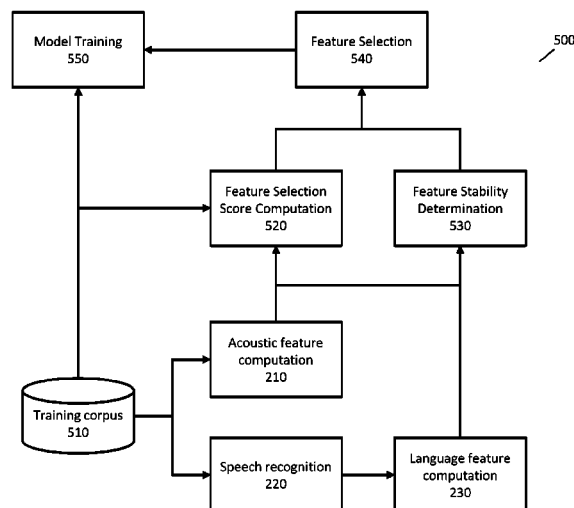 Model Training
550
Feature Selection
540
500
Feature Selection
Score Computation
520
Feature Stability
Determination
530
Acoustic feature
computation
210
Training corpus
510
Speech recognition
220
Language feature
computation
230